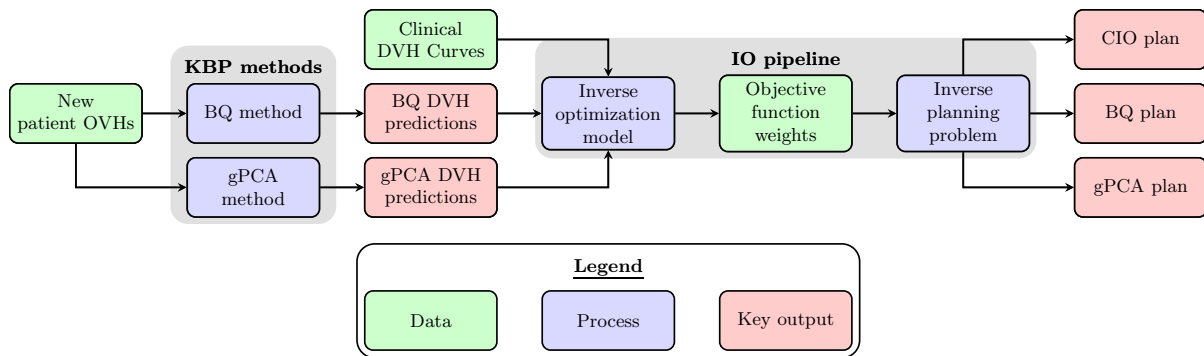 Clinical
DVH Curves
CIO plan
KBP methods
IO pipeline
New
patient OVHs
BQ method
BQ DVH
predictions
Inverse
optimization
model
Objective
function
weights
Inverse
planning
problem
BQ plan
gPCA
method
gPCA DVH
predictions
gPCA plan
Legend
Data
Process
Key output